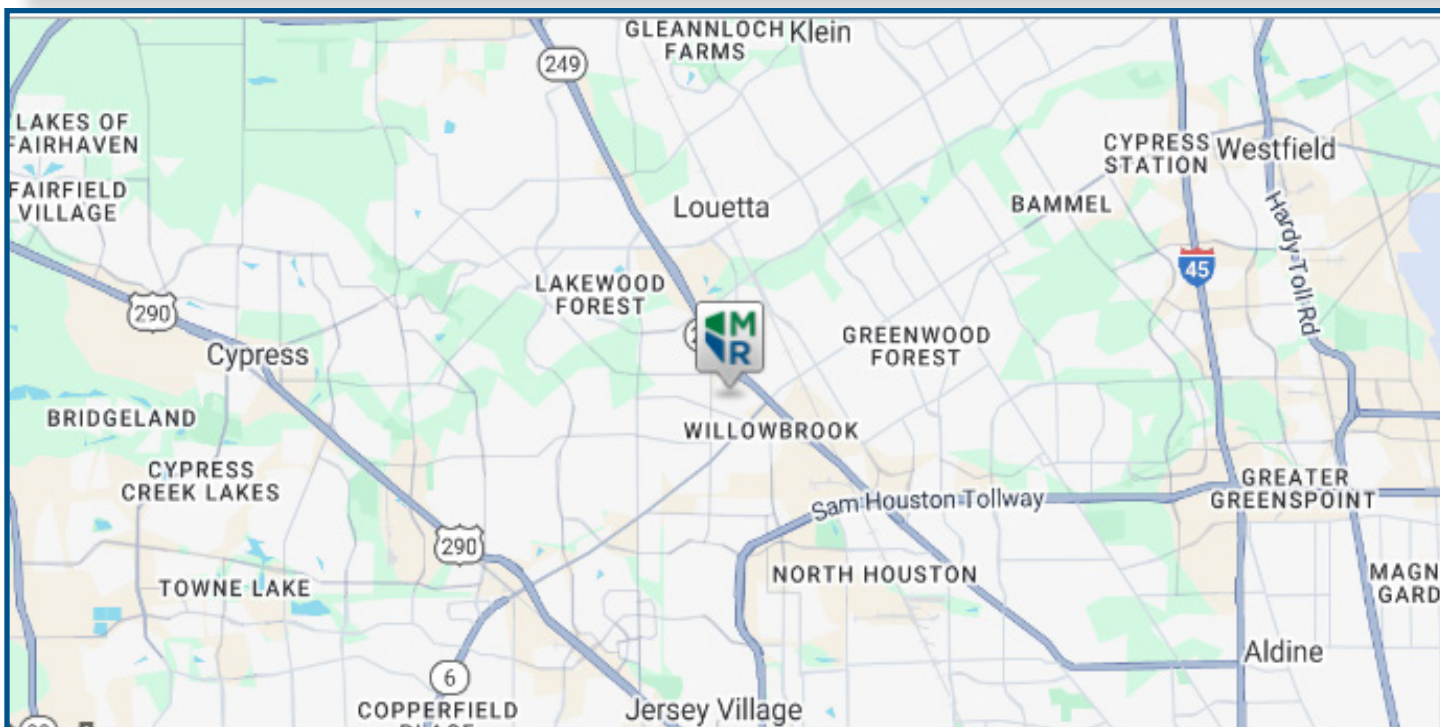 GLEANNLOCH
FARMS
Klein
249
LAKES OF
FAIRHAVEN
CYPRESS
STATION
Westfield
FAIRFIELD
VILLAGE
Louetta
BAMMEL
Hardy Toll Rd
45
LAKEWOOD
FOREST
290
M
R
GREENWOOD
FOREST
Cypress
BRIDGELAND
WILLOWBROOK
CYPRESS
CREEK LAKES
GREATER
GREENSPOINT
Sam Houston Tollway
290
NORTH HOUSTON
TOWNE LAKE
MAGN
GARD
Aldine
6
COPPERFIELD
Jersey Village